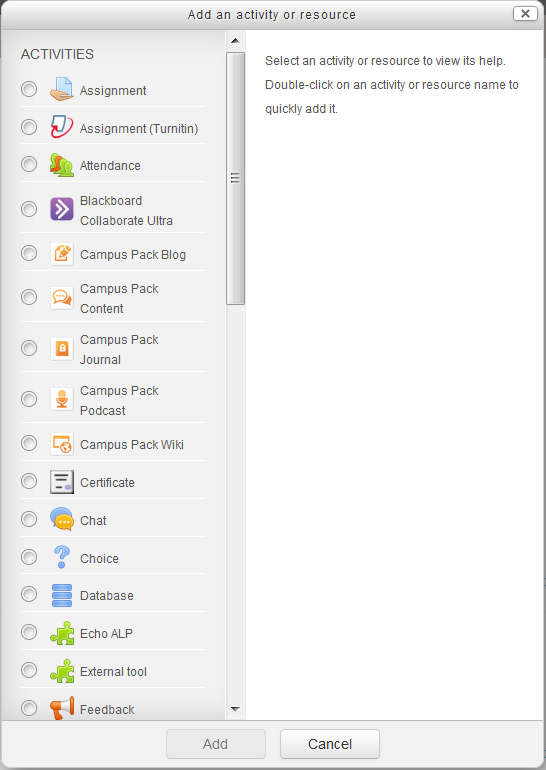 Add an activity or resource
ACTIVITIES
Assignment
Assignment (Turnitin)
Attendance
Blackboard
Collaborate Ultra
Campus Pack Blog
Campus Pack
Content
Campus Pack
Journal
Campus Pack
Podcast
Campus Pack Wiki
Certificate
Chat
Choice
Database
Echo ALP
External tool
Feedback
Select an activity or resource to view its help.
Double-click on an activity or resource name to
quickly add it.
Add
Cancel